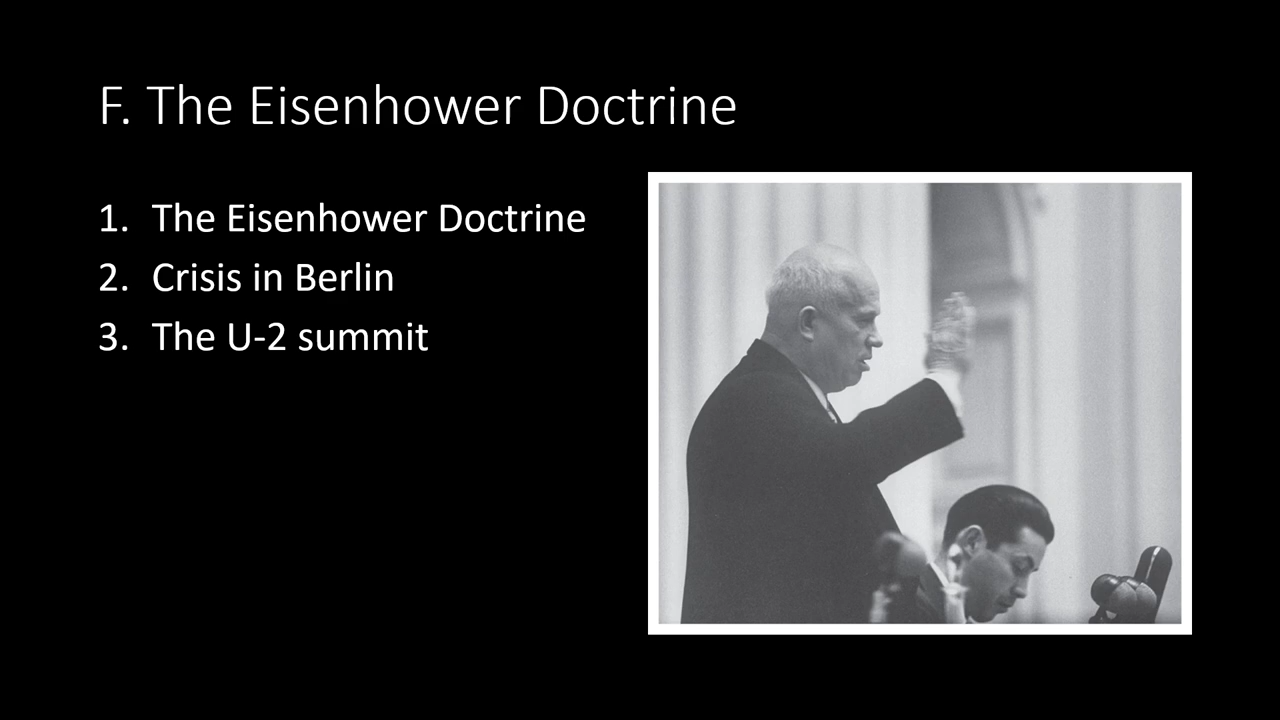 F. The Eisenhower Doctrine
1. The Eisenhower Doctrine
2. Crisis in Berlin
3. The U-2 summit